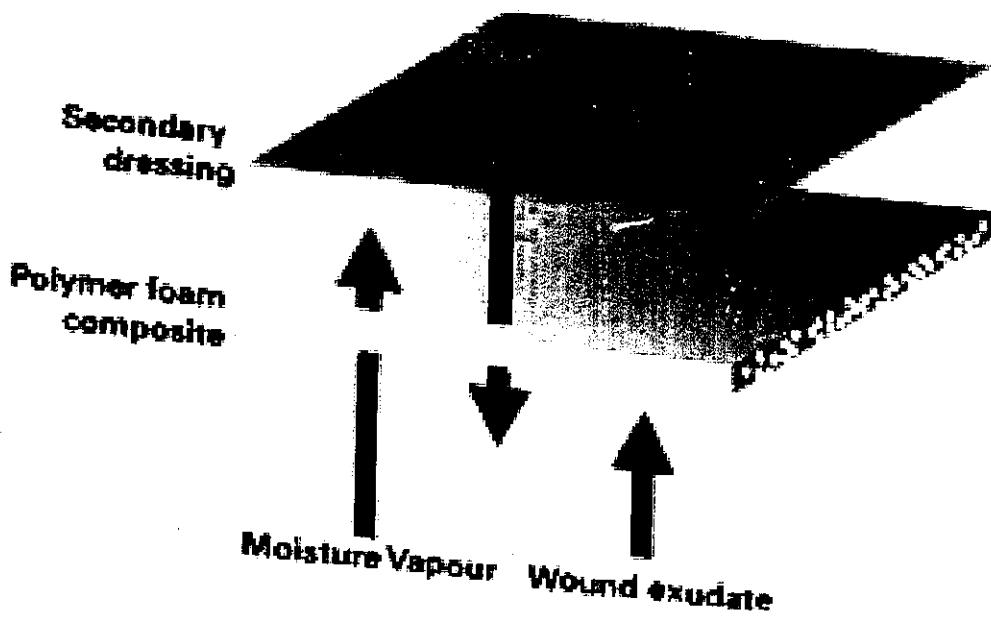 Secondary
dressing
Polymer foam
composite
Moisture Vapour
Wound exudate